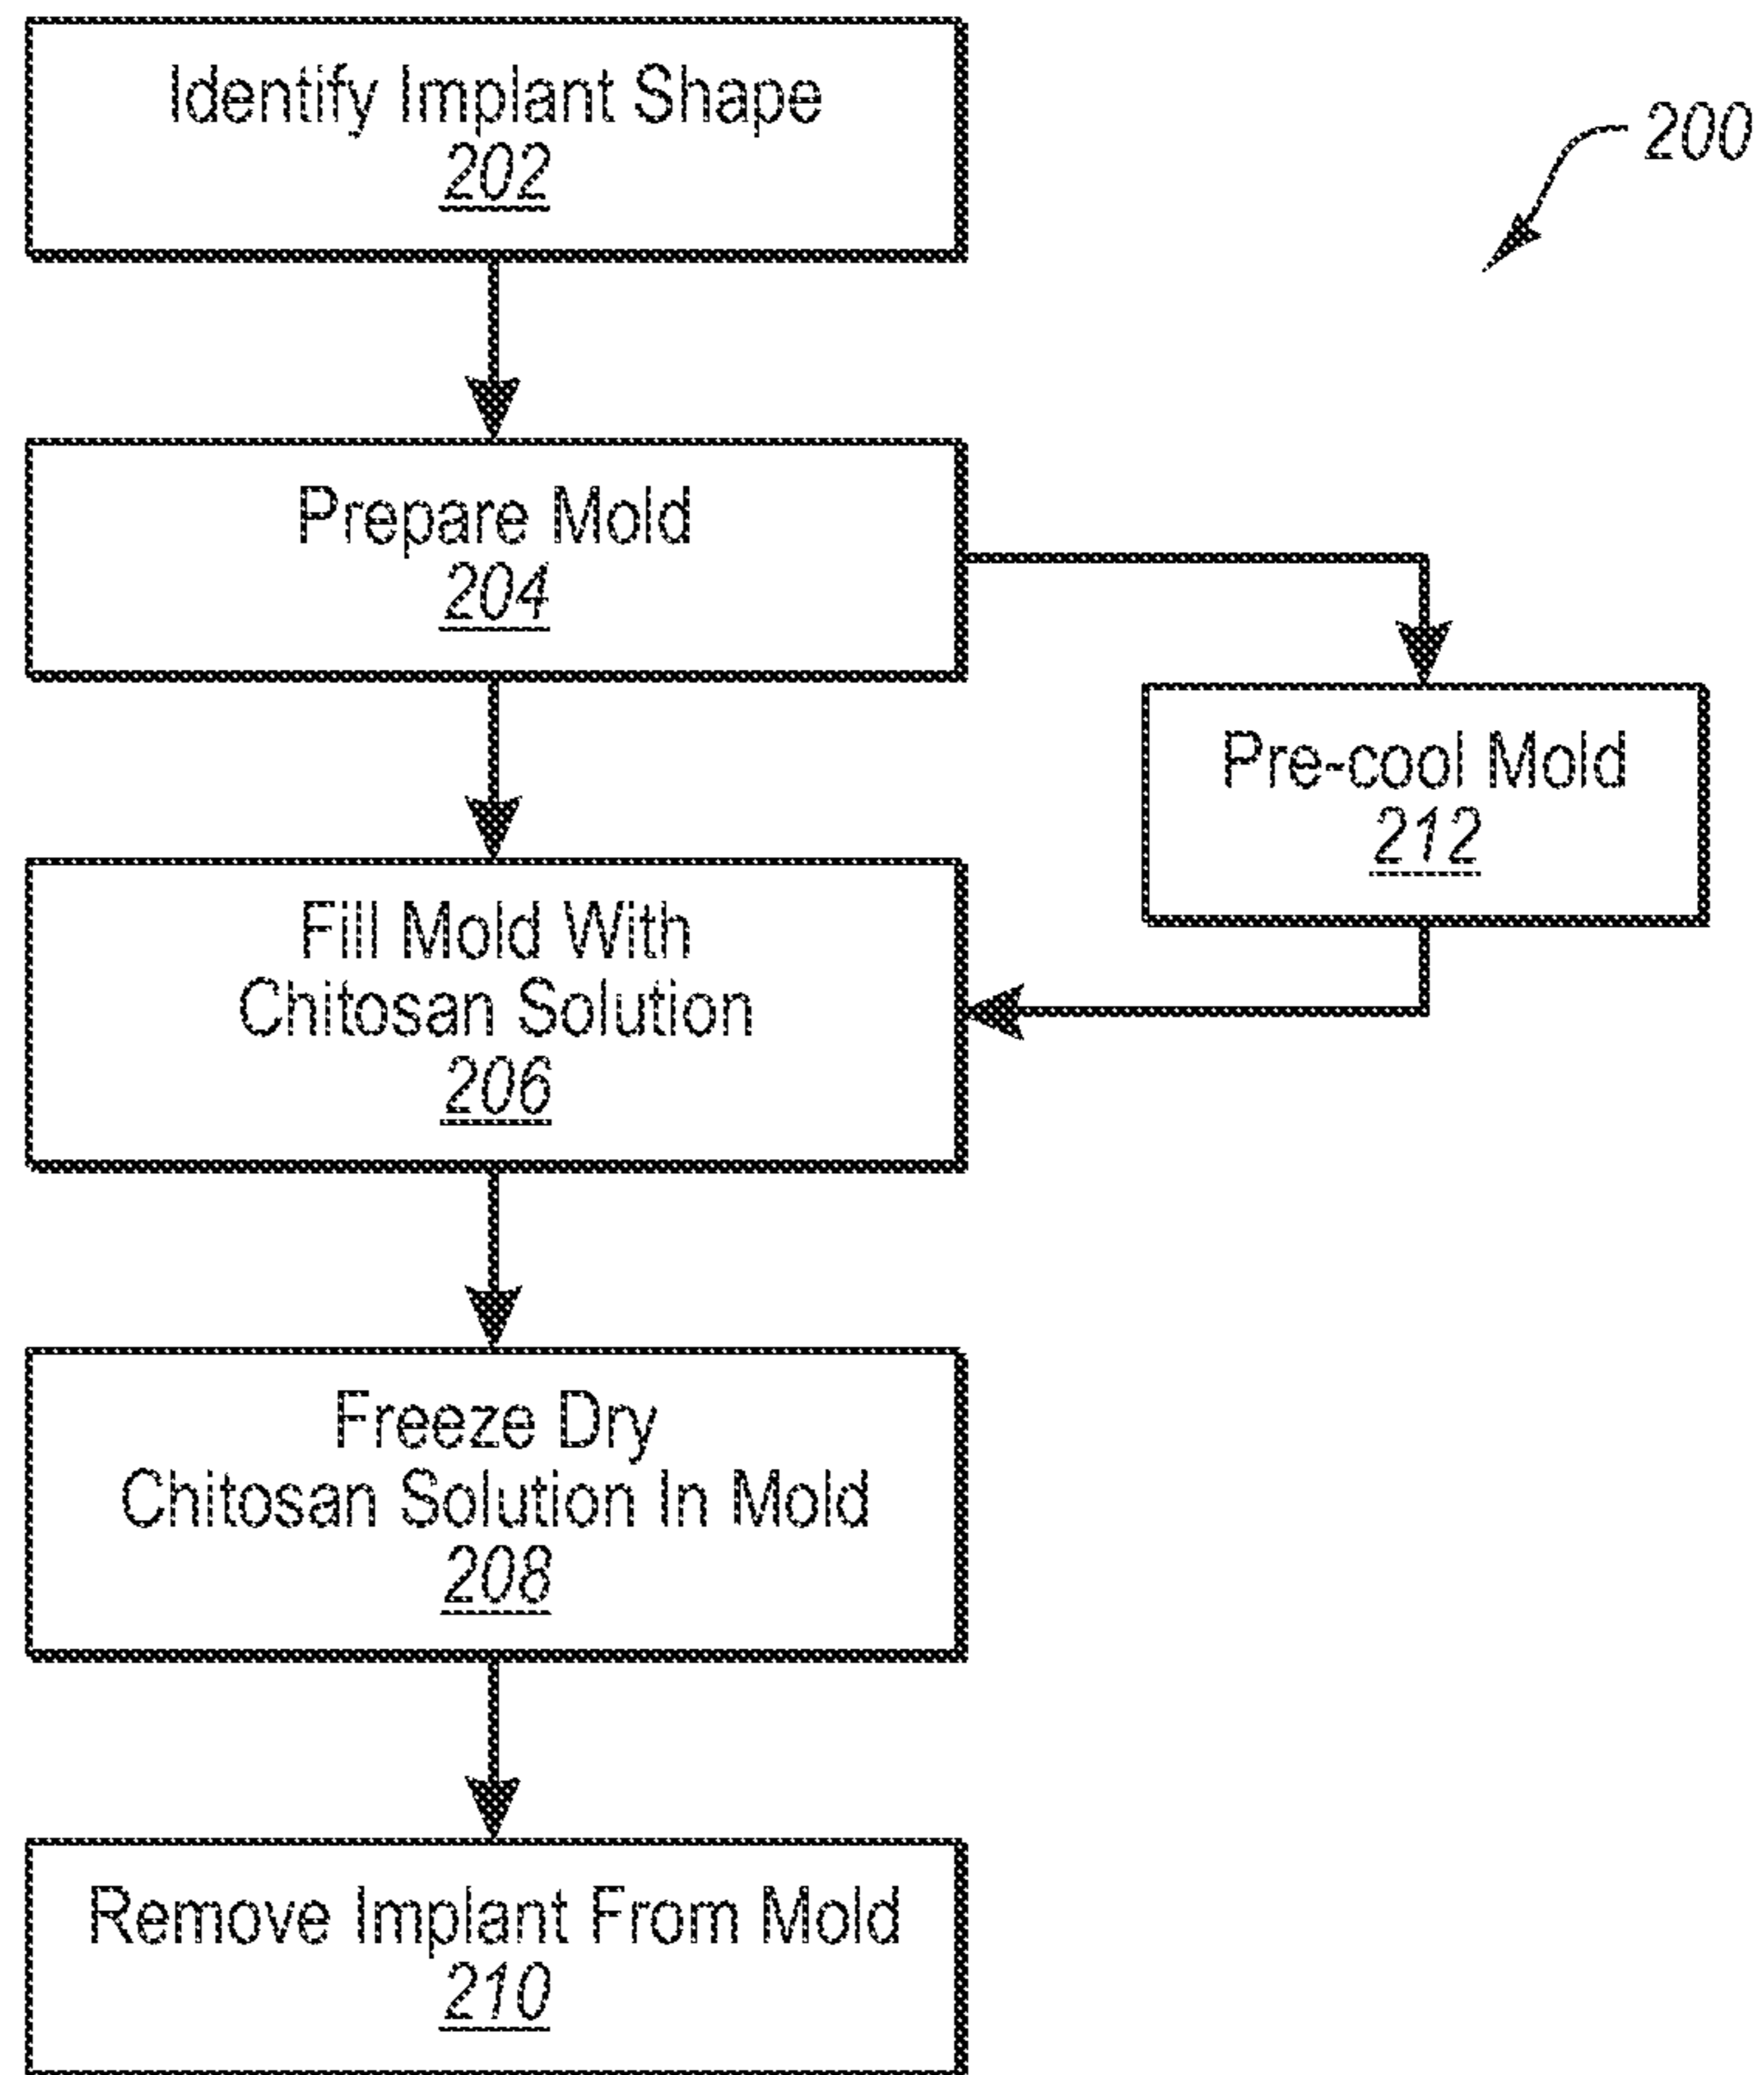 Identify Implant Shape
202
200
Prepare Mold
204
Pre-cool Mold
212
Fill Mold With
Chitosan Solution
206
Freeze Dry
Chitosan Solution In Mold
208
Remove Implant From Mold
210